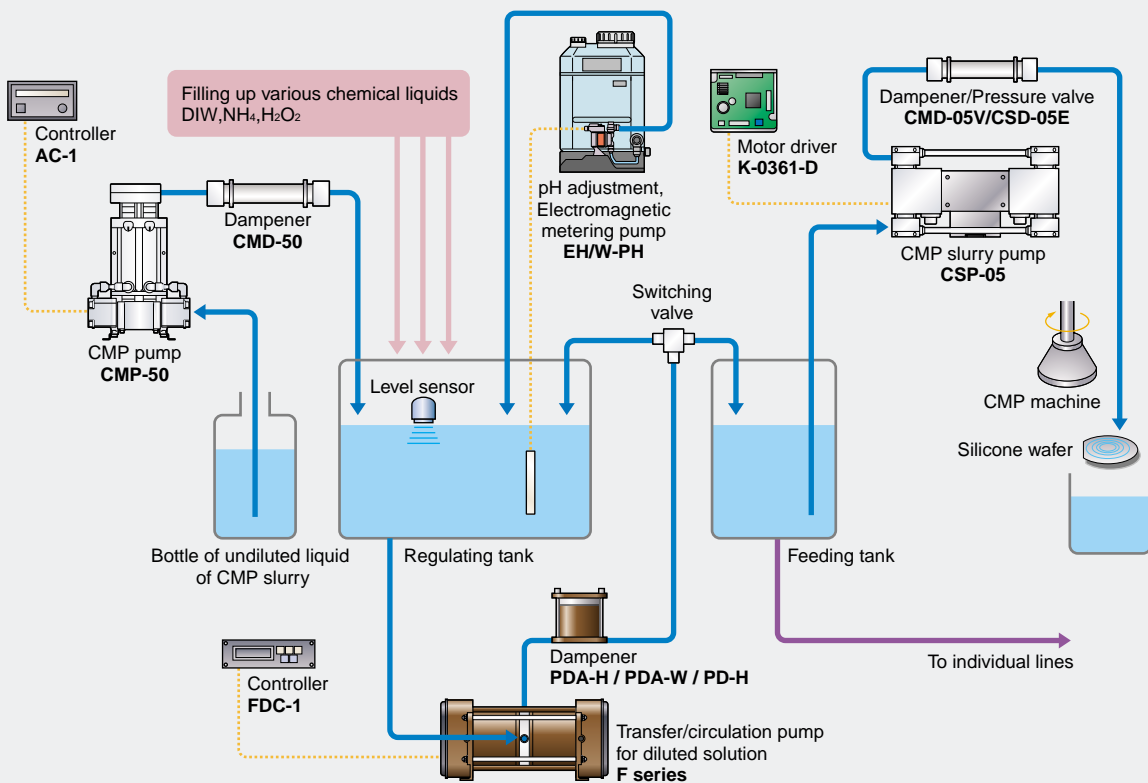 Filling up various chemical liquids
DIW,NH₄,H₂O₂
Controller
AC-1
Dampener
CMD-50
CMP pump
CMP-50
pH adjustment,
Electromagnetic
metering pump
EH/W-PH
Motor driver
K-0361-D
Dampener/Pressure valve
CMD-05V/CSD-05E
CMP slurry pump
CSP-05
Switching
valve
Level sensor
CMP machine
Silicone wafer
Bottle of undiluted liquid
of CMP slurry
Regulating tank
Feeding tank
Dampener
PDA-H / PDA-W / PD-H
To individual lines
Controller
FDC-1
Transfer/circulation pump
for diluted solution
F series